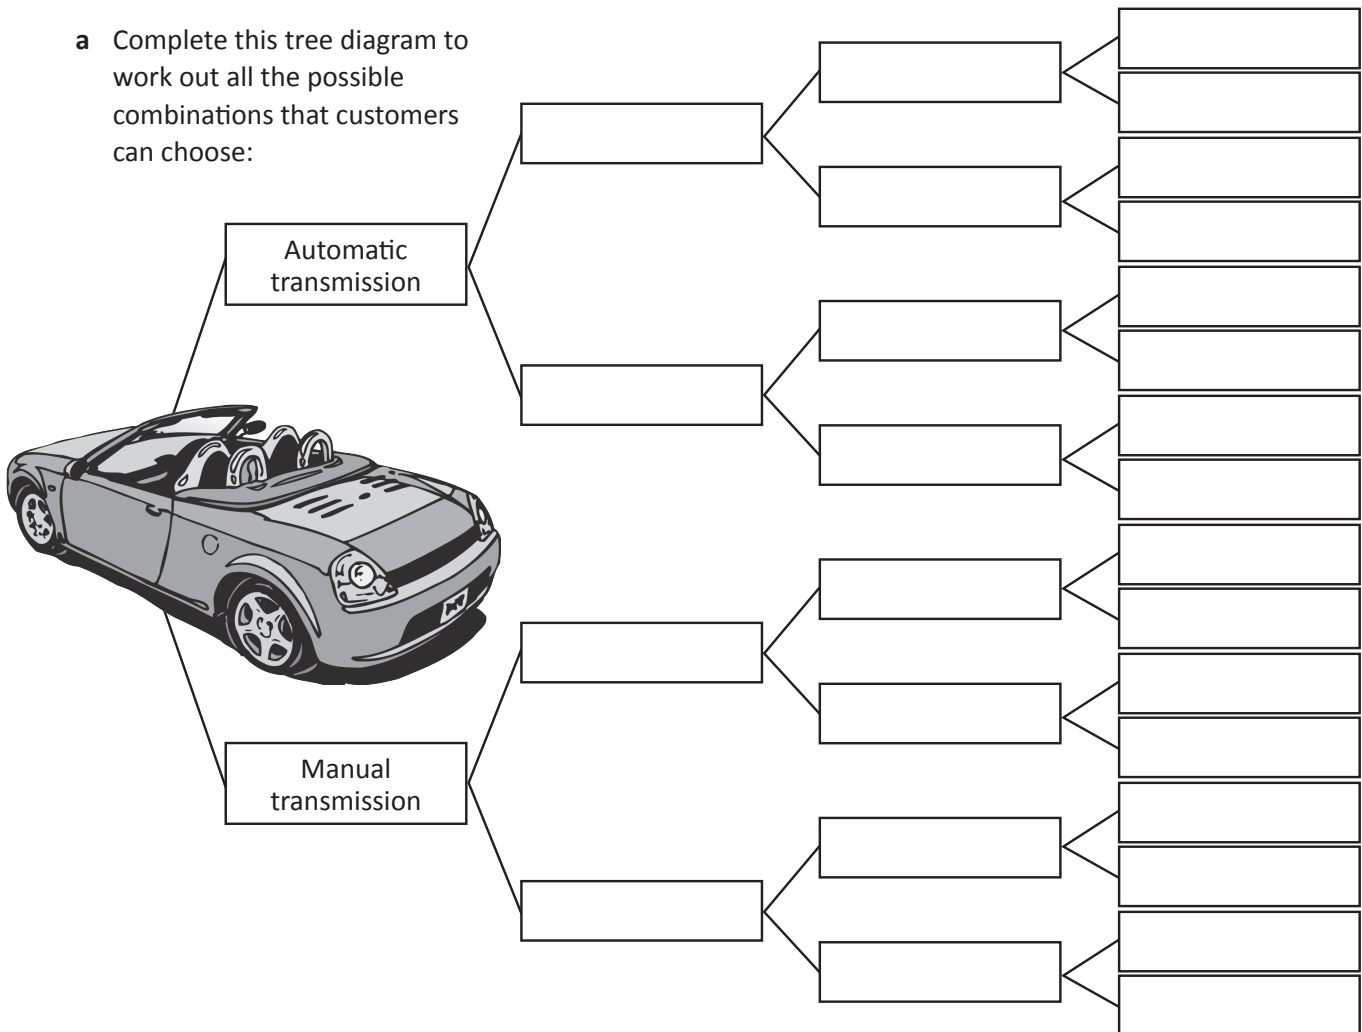 a Complete this tree diagram to
work out all the possible
combinations that customers
can choose:
Automatic
transmission
Manual
transmission